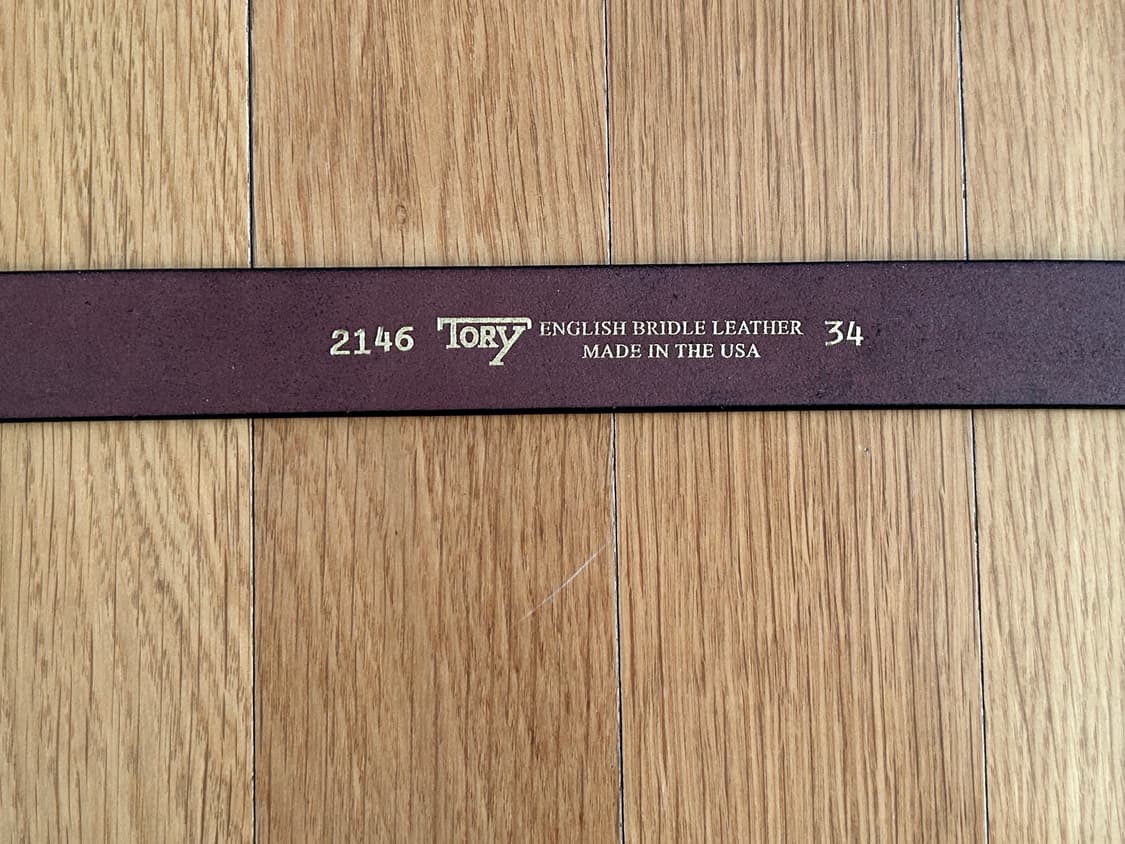 2146 TORY ENGLISH BRIDLE LEATHER 34
MADE IN THE USA